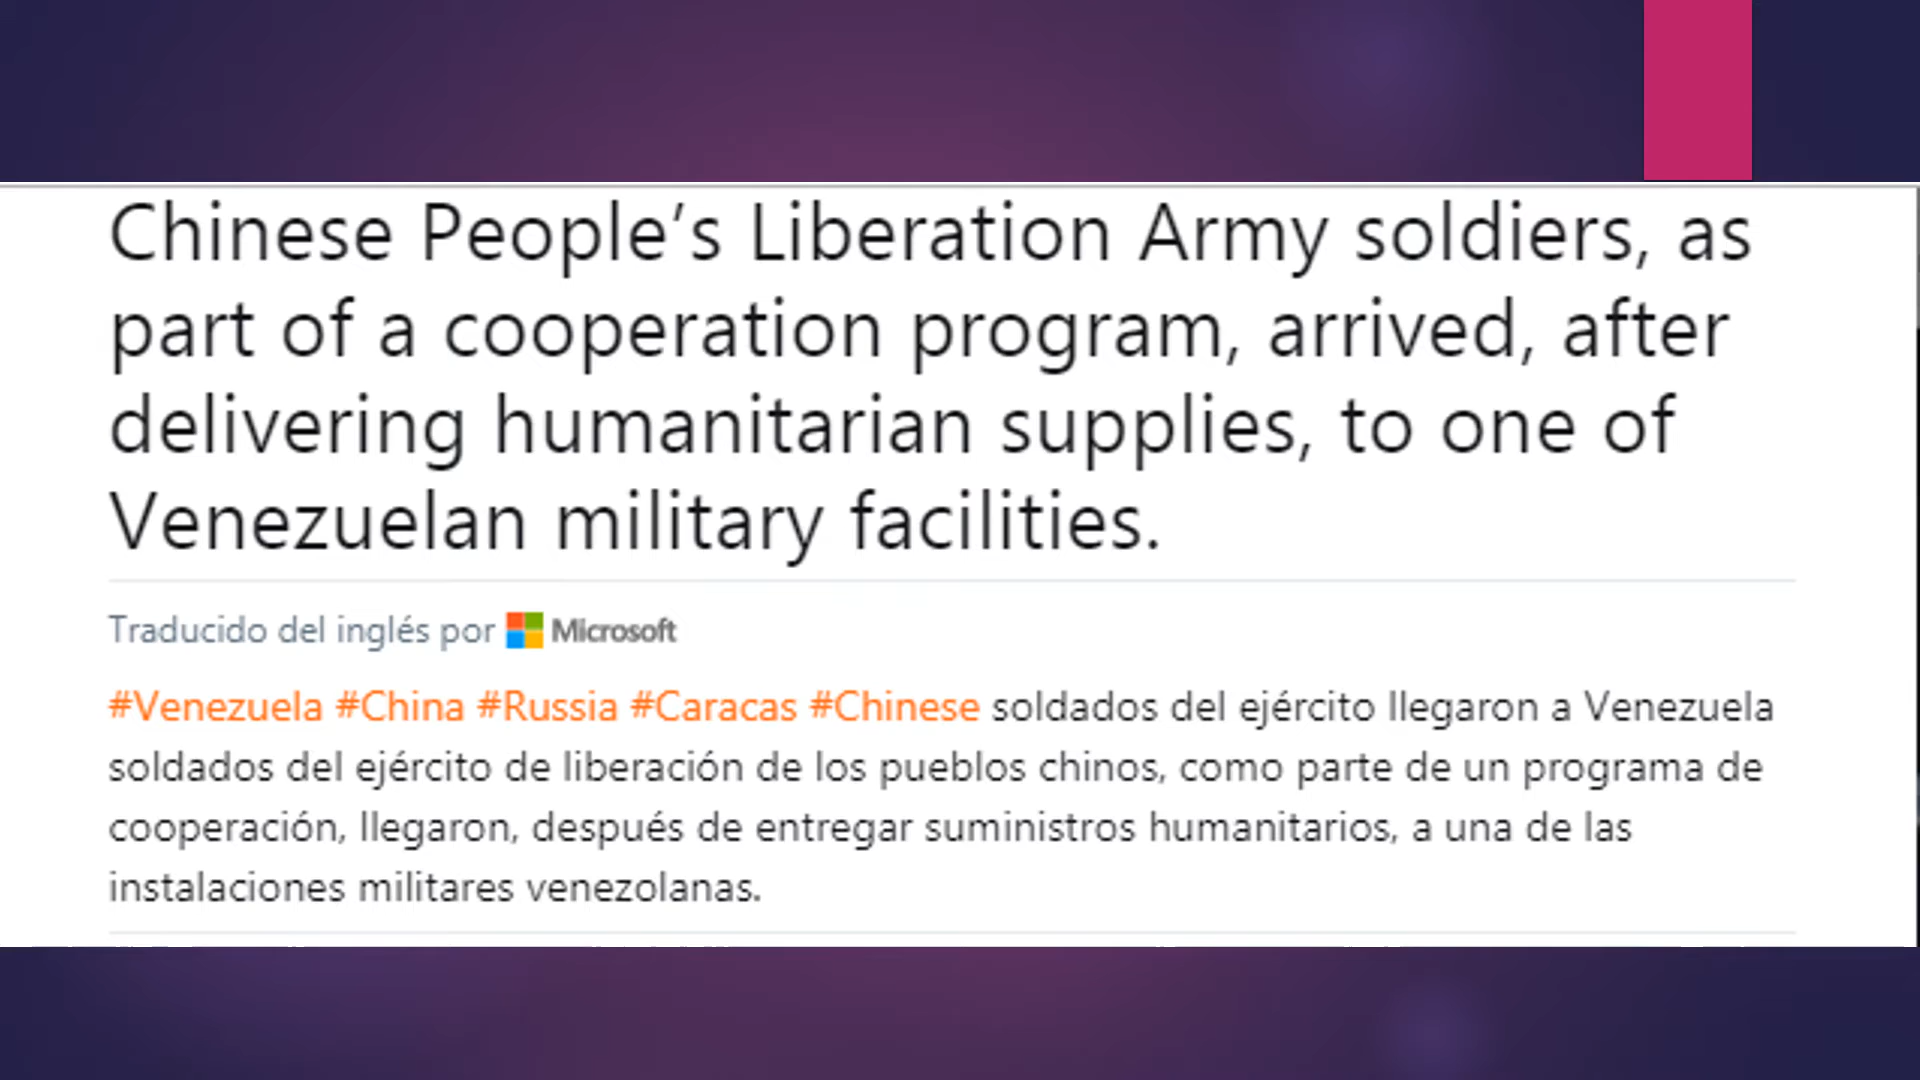 Chinese People’s Liberation Army soldiers, as
part of a cooperation program, arrived, after
delivering humanitarian supplies, to one of
Venezuelan military facilities.
Traducido del inglés por Microsoft
#Venezuela #China #Russia #Caracas #Chinese soldados del ejército llegaron a Venezuela
soldados del ejército de liberación de los pueblos chinos, como parte de un programa de
cooperación, llegaron, después de entregar suministros humanitarios, a una de las
instalaciones militares venezolanas.